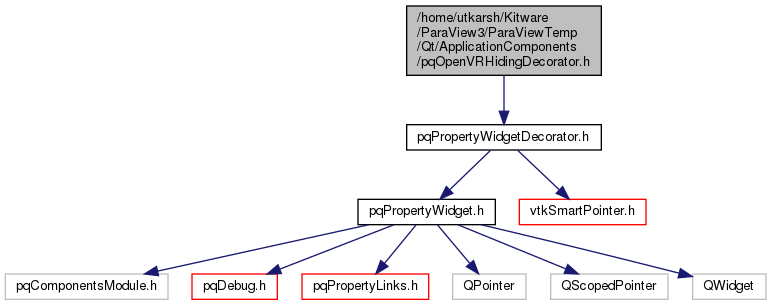 /home/utkarsh/Kitware
/ParaView3/ParaViewTemp
/Qt/ApplicationComponents
/pqOpenVRHidingDecorator.h
pqPropertyWidgetDecorator.h
pqPropertyWidget.h
vtkSmartPointer.h
pqComponentsModule.h
pqDebug.h
pqPropertyLinks.h
QPointer
QScopedPointer
QWidget